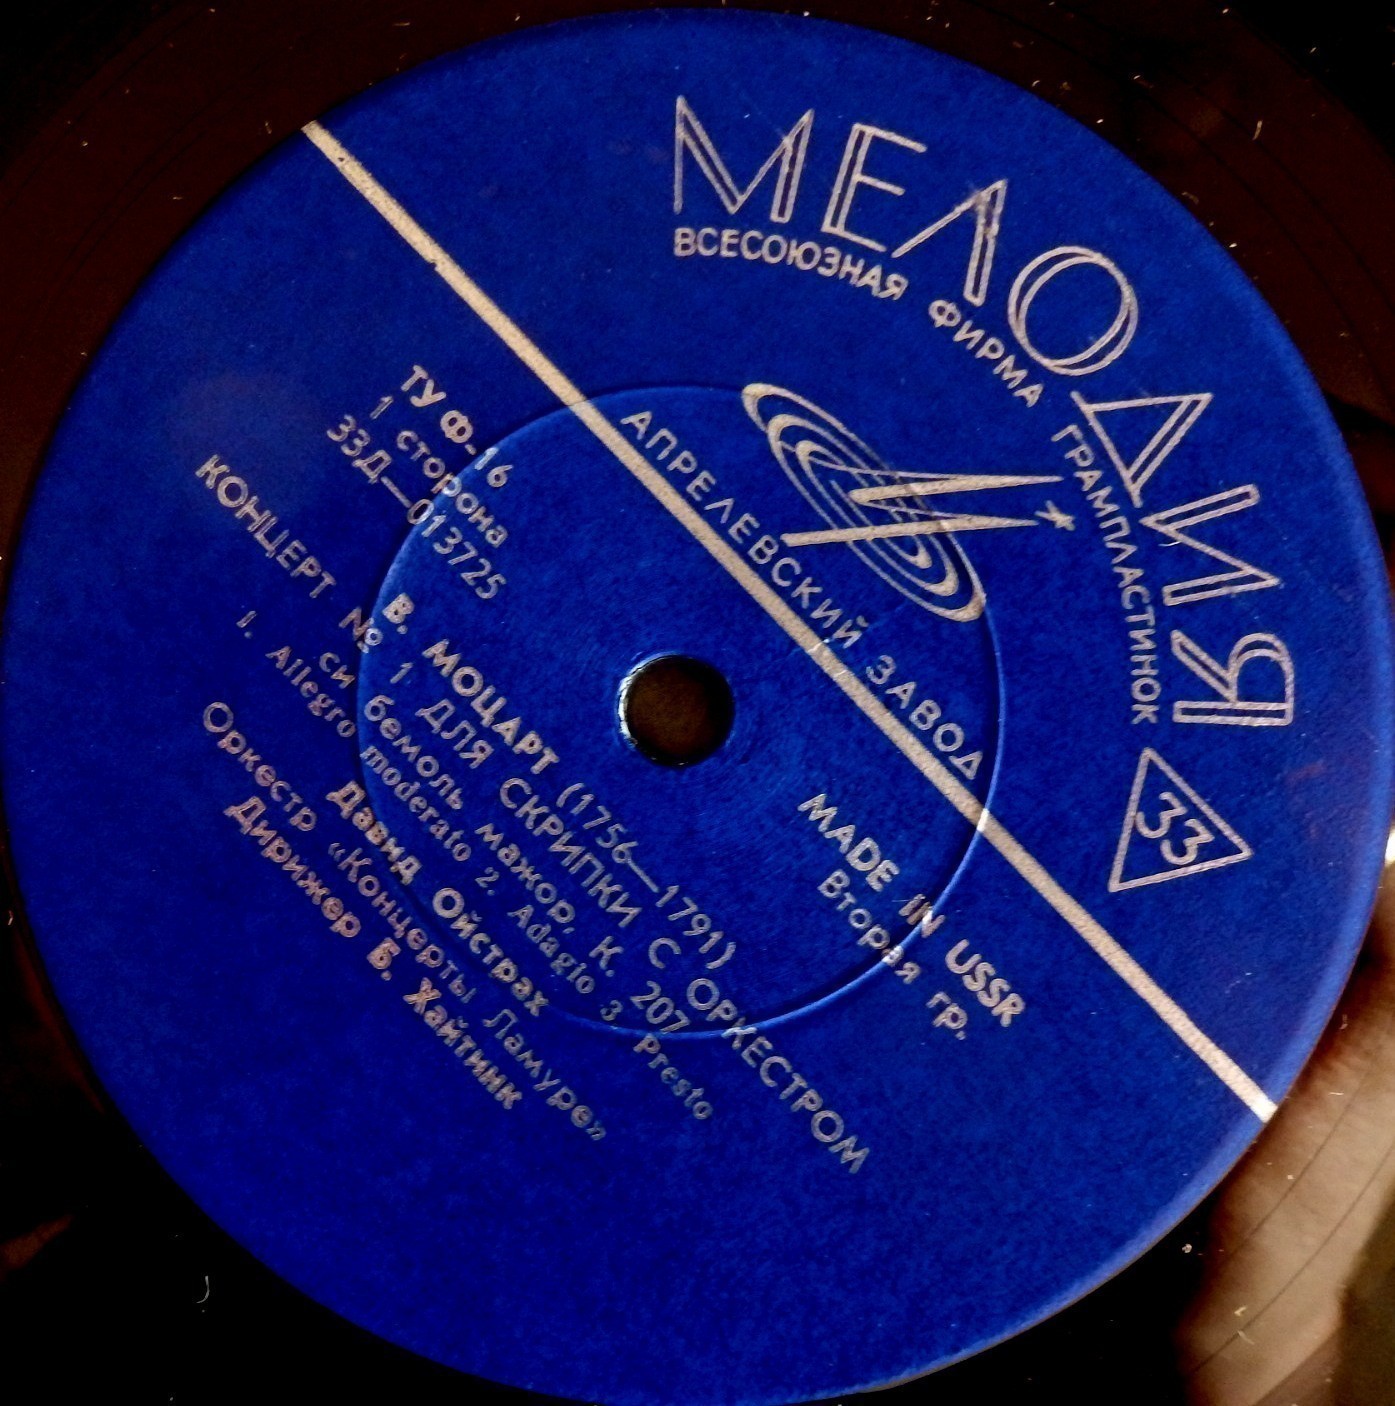 МЕЛОДИЯ
ВСЕСОЮЗНАЯ ФИРМА ГРАМПЛАСТИНОК
33
АПРЕЛЕВСКИЙ ЗАВОД
MADE IN USSR
Вторая гр.
ТУ Ф-16
1 сторона
33Д—013725
В. МОЦАРТ (1756—1791)
КОНЦЕРТ № 1 ДЛЯ СКРИПКИ С ОРКЕСТРОМ
си бемоль мажор, К. 207
1. Allegro moderato 2. Adagio 3 Presto
Давид Ойстрах
Оркестр «Концерты Ламуре»
Дирижер Б. Хайтинк